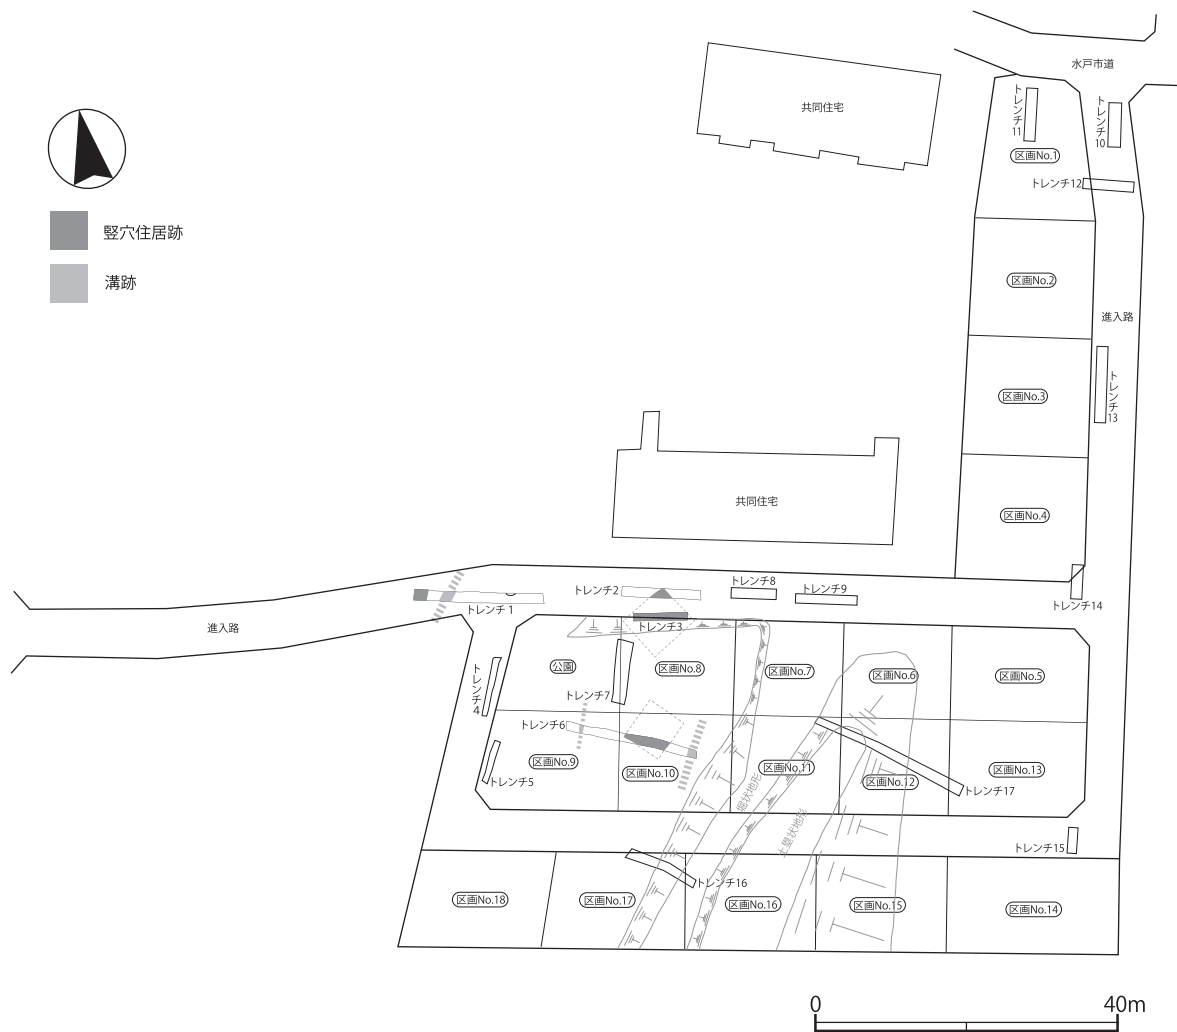 水戸市道
共同住宅
トレンチ11
トレンチ10
区画No.1
トレンチ12
竪穴住居跡
溝跡
区画No.2
進入路
区画No.3
トレンチ13
共同住宅
区画No.4
トレンチ2
トレンチ8
トレンチ9
トレンチ1
トレンチ14
進入路
トレンチ3
公園
区画No.8
区画No.7
区画No.6
区画No.5
トレンチ4
トレンチ7
トレンチ6
区画No.9
区画No.10
区画No.11
区画No.12
区画No.13
トレンチ5
トレンチ17
堀状地形
土塁状地形
トレンチ15
トレンチ16
区画No.18
区画No.17
区画No.16
区画No.15
区画No.14
0 40m